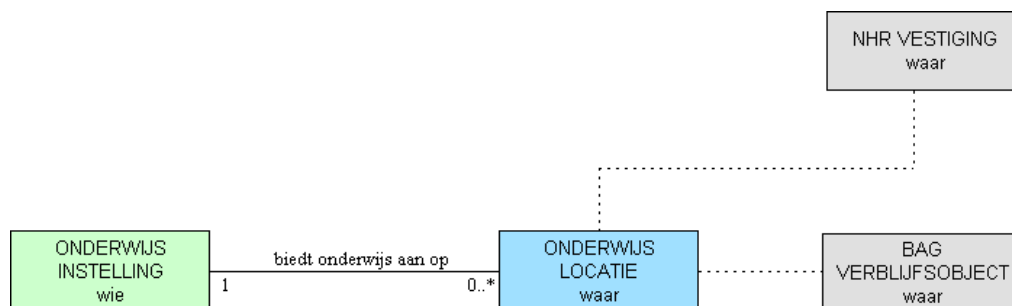 NHR VESTIGING
waar
ONDERWIJS
INSTELLING
wie
biedt onderwijs aan op
1
0..*
ONDERWIJS
LOCATIE
waar
BAG
VERBLIJFSOBJECT
waar